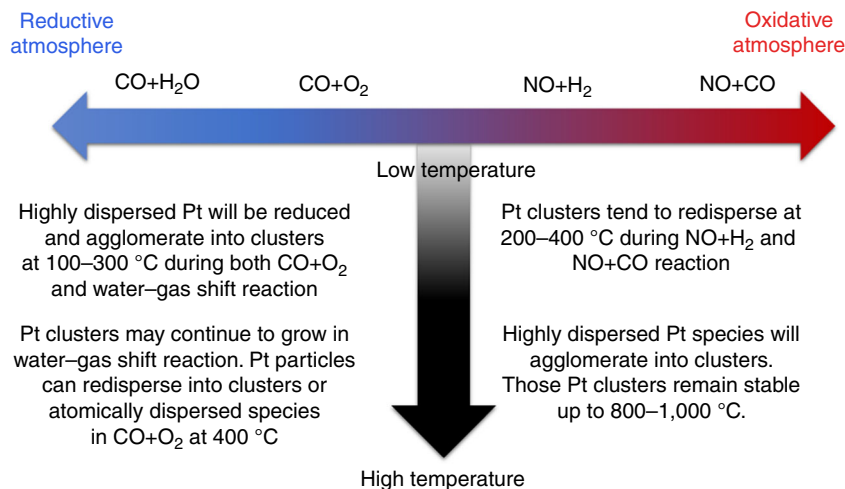 Reductive
atmosphere
Oxidative
atmosphere
CO+H₂O
CO+O₂
NO+H₂
NO+CO
Low temperature
Highly dispersed Pt will be reduced
and agglomerate into clusters
at 100–300 °C during both CO+O₂
and water–gas shift reaction
Pt clusters tend to redisperse at
200–400 °C during NO+H₂ and
NO+CO reaction
Pt clusters may continue to grow in
water–gas shift reaction. Pt particles
can redisperse into clusters or
atomically dispersed species
in CO+O₂ at 400 °C
Highly dispersed Pt species will
agglomerate into clusters.
Those Pt clusters remain stable
up to 800–1,000 °C.
High temperature